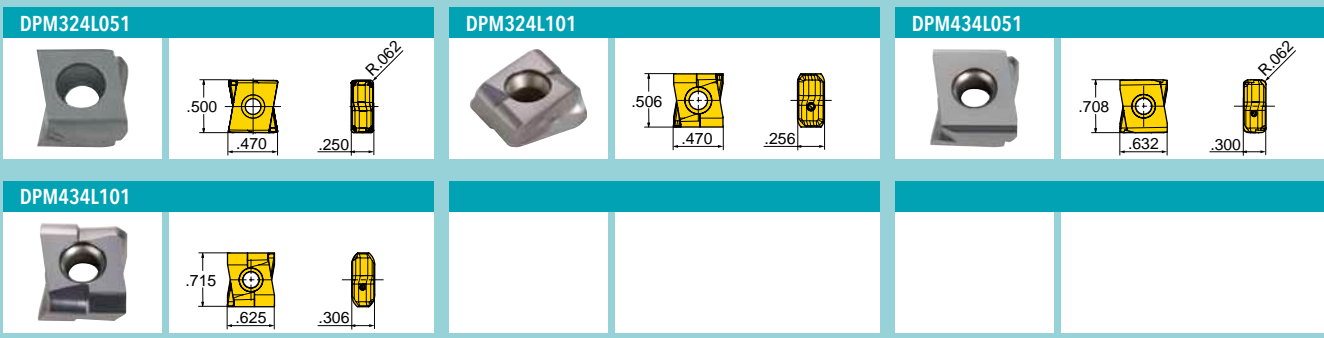 DPM324L051
R.062
.500
.470
.250
DPM324L101
.506
.470
.256
DPM434L051
R.062
.708
.632
.300
DPM434L101
.715
.625
.306